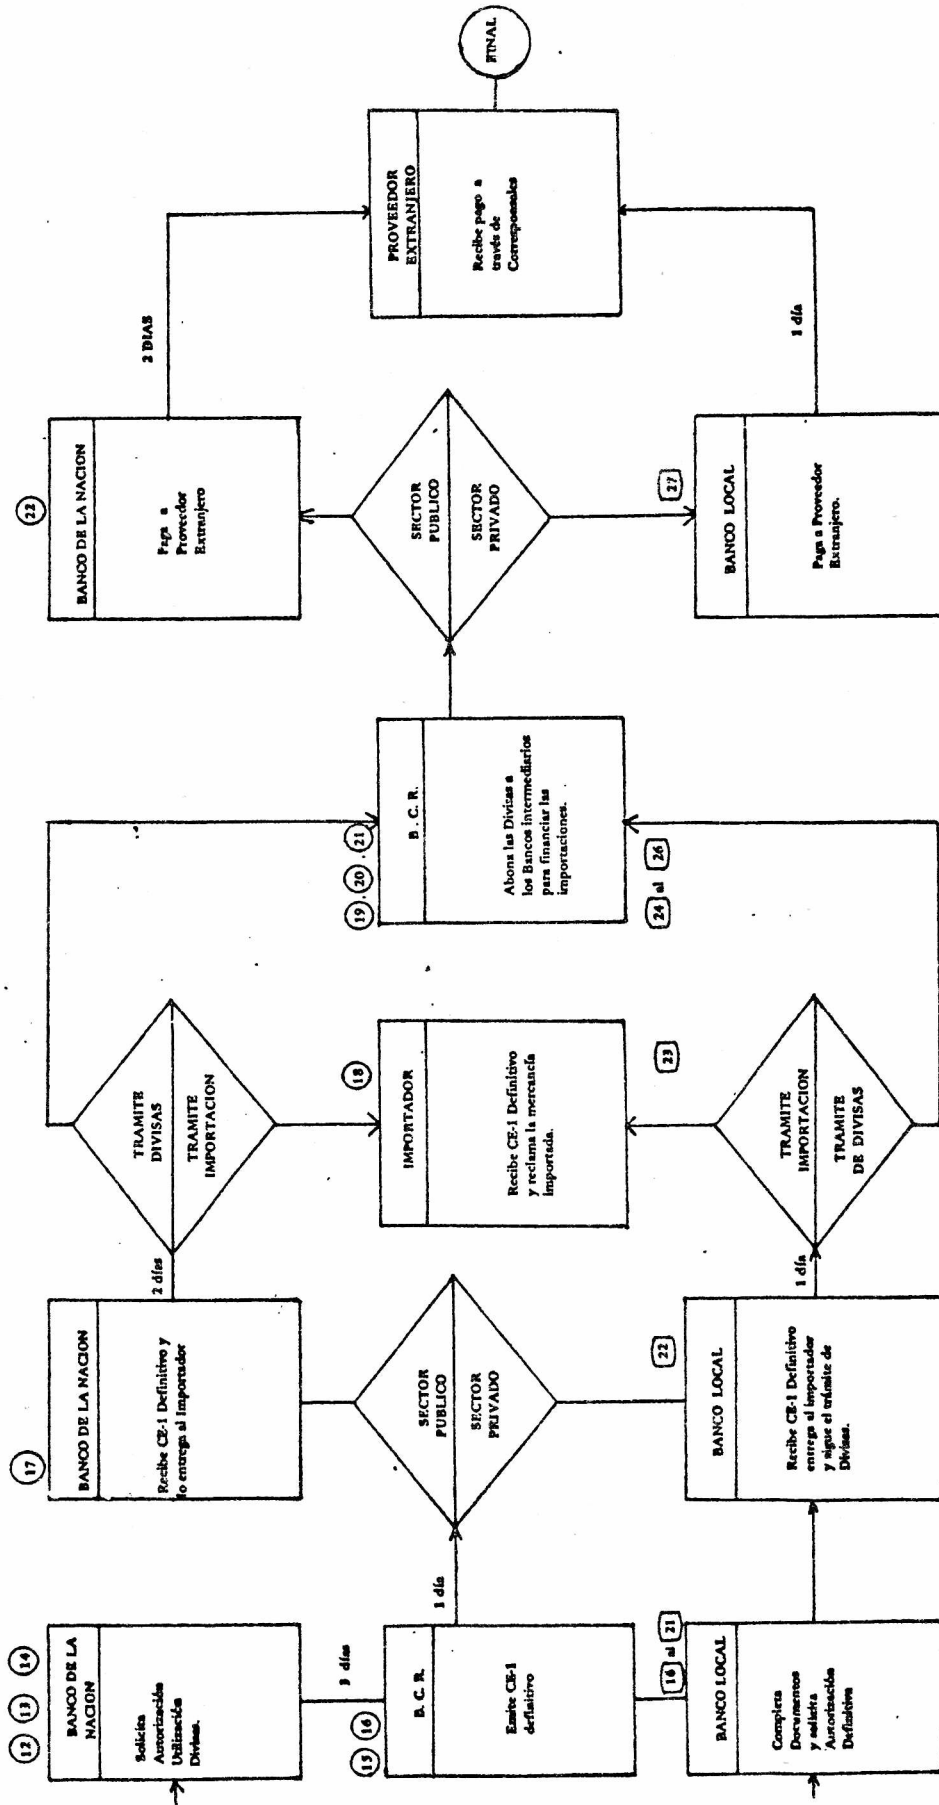 12 13 14
BANCO DE LA
NACION
Solicita
Autorización
Utilización
Divisas.
3 días
15 16
B. C. R.
Emite CE-1
definitivo
1 día
16 al 21
BANCO LOCAL
Completa
Documentos
y solicita
Autorización
Definitiva
17
BANCO DE LA NACION
Recibe CE-1 Definitivo y
lo entrega al Importador
2 días
SECTOR
PUBLICO
SECTOR
PRIVADO
22
BANCO LOCAL
Recibe CE-1 Definitivo
entrega al importador
y sigue el trámite de
Divisas.
1 día
TRAMITE
DIVISAS
TRAMITE
IMPORTACION
18
IMPORTADOR
Recibe CE-1 Definitivo
y reclama la mercancía
importada.
23
TRAMITE
IMPORTACION
TRAMITE
DE DIVISAS
19 . 20 . 21
B. C. R.
Abona las Divisas a
los Bancos intermediarios
para financiar las
importaciones.
24 al 26
22
BANCO DE LA NACION
Paga a
Proveedor
Extranjero
2 DIAS
SECTOR
PUBLICO
SECTOR
PRIVADO
27
BANCO LOCAL
Paga a Proveedor
Extranjero.
1 día
PROVEEDOR
EXTRANJERO
Recibe pago a
través de
Corresponsales
FINAL